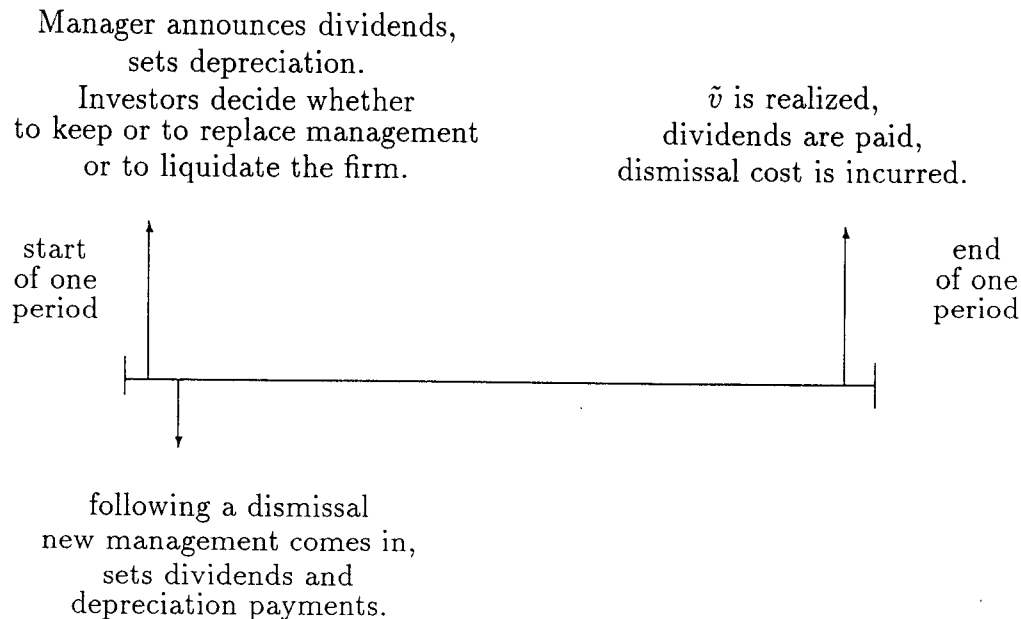 Manager announces dividends,
sets depreciation.
Investors decide whether
to keep or to replace management
or to liquidate the firm.
ṽ is realized,
dividends are paid,
dismissal cost is incurred.
start
of one
period
end
of one
period
following a dismissal
new management comes in,
sets dividends and
depreciation payments.